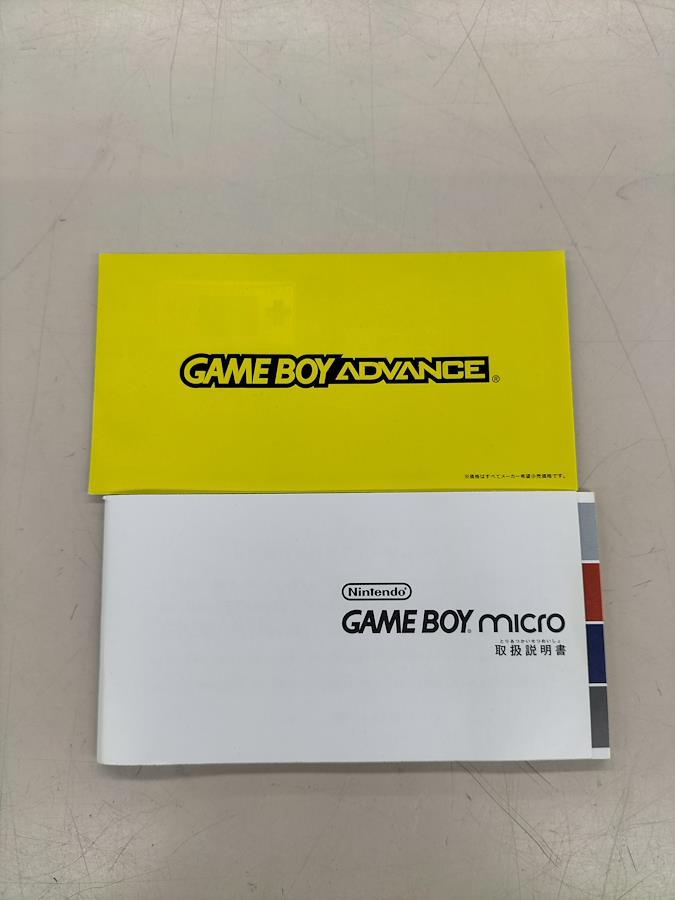 GAME BOY ADVANCE®
※価格はすべてメーカー希望小売価格です。
Nintendo
GAME BOY® micro
とりあつかいせつめいしょ
取扱説明書